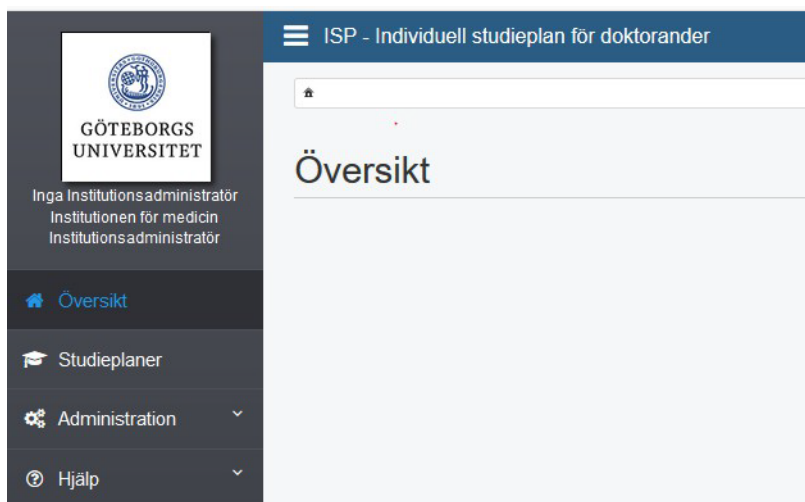 ISP - Individuell studieplan för doktorander
GÖTEBORGS
UNIVERSITET
Inga Institutionsadministratör
Institutionen för medicin
Institutionsadministratör
Översikt
Studieplaner
Administration
Hjälp
Översikt